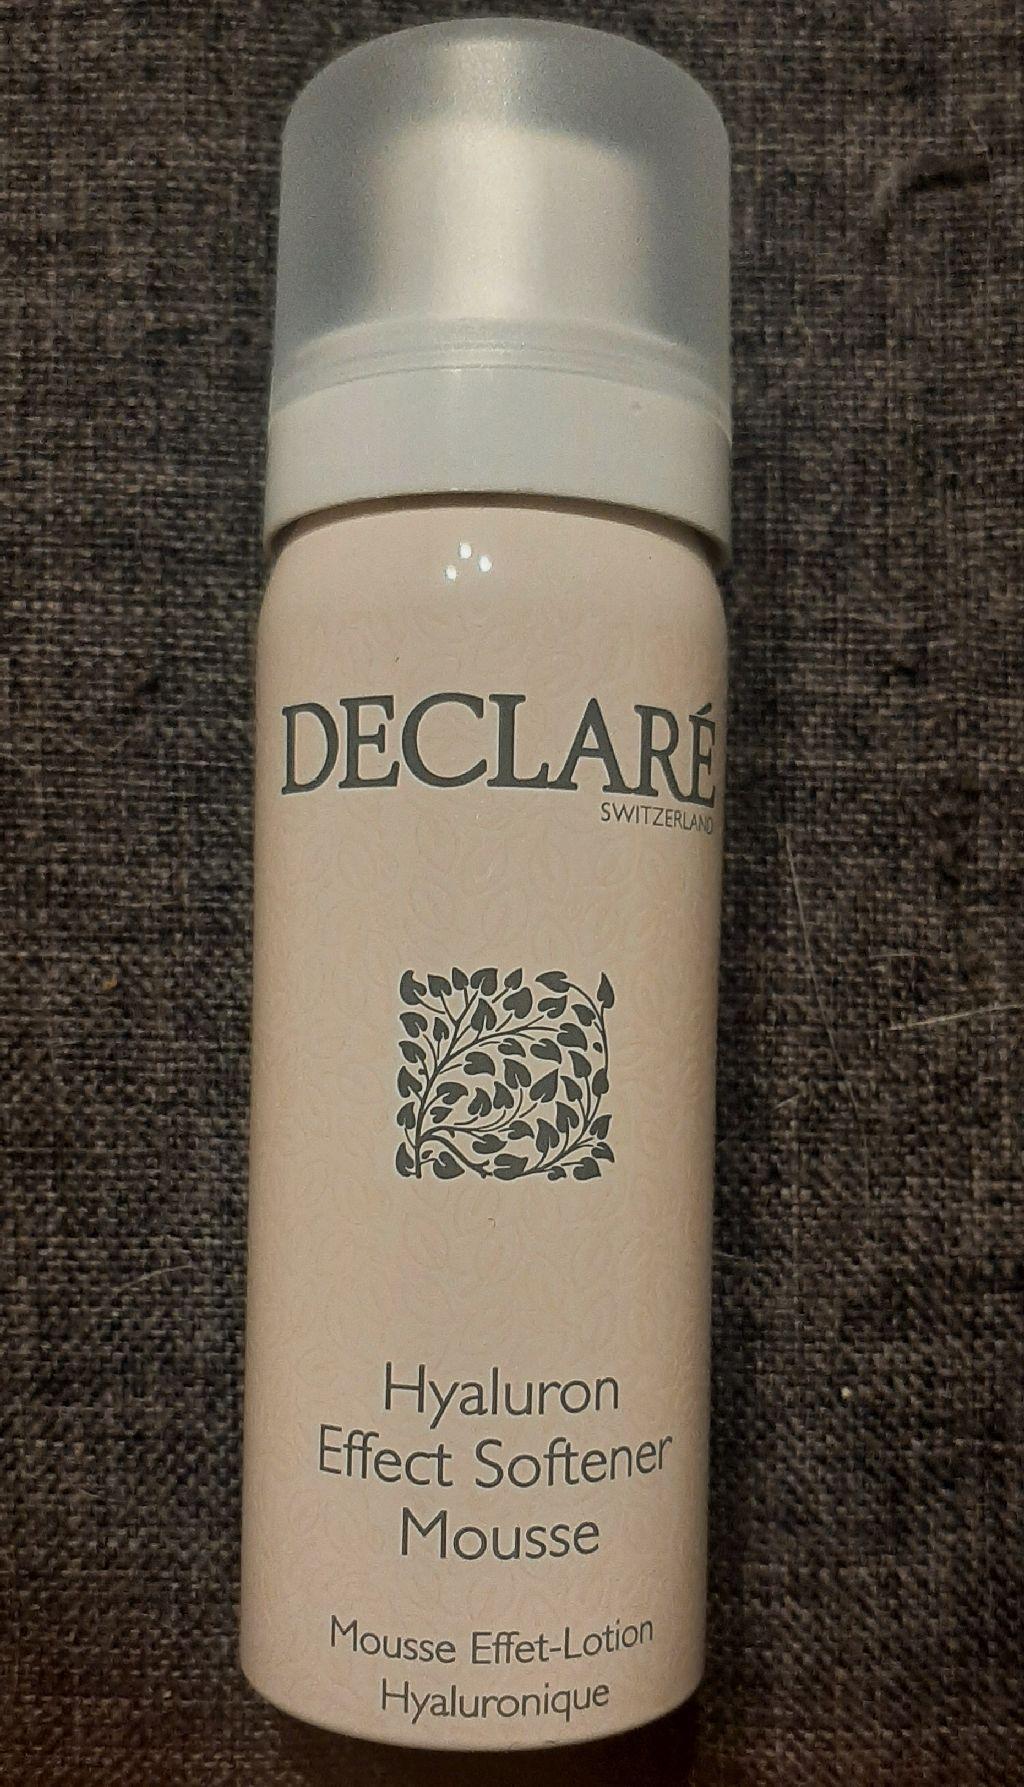 DECLARÉ
SWITZERLAND
Hyaluron
Effect Softener
Mousse
Mousse Effet-Lotion
Hyaluronique